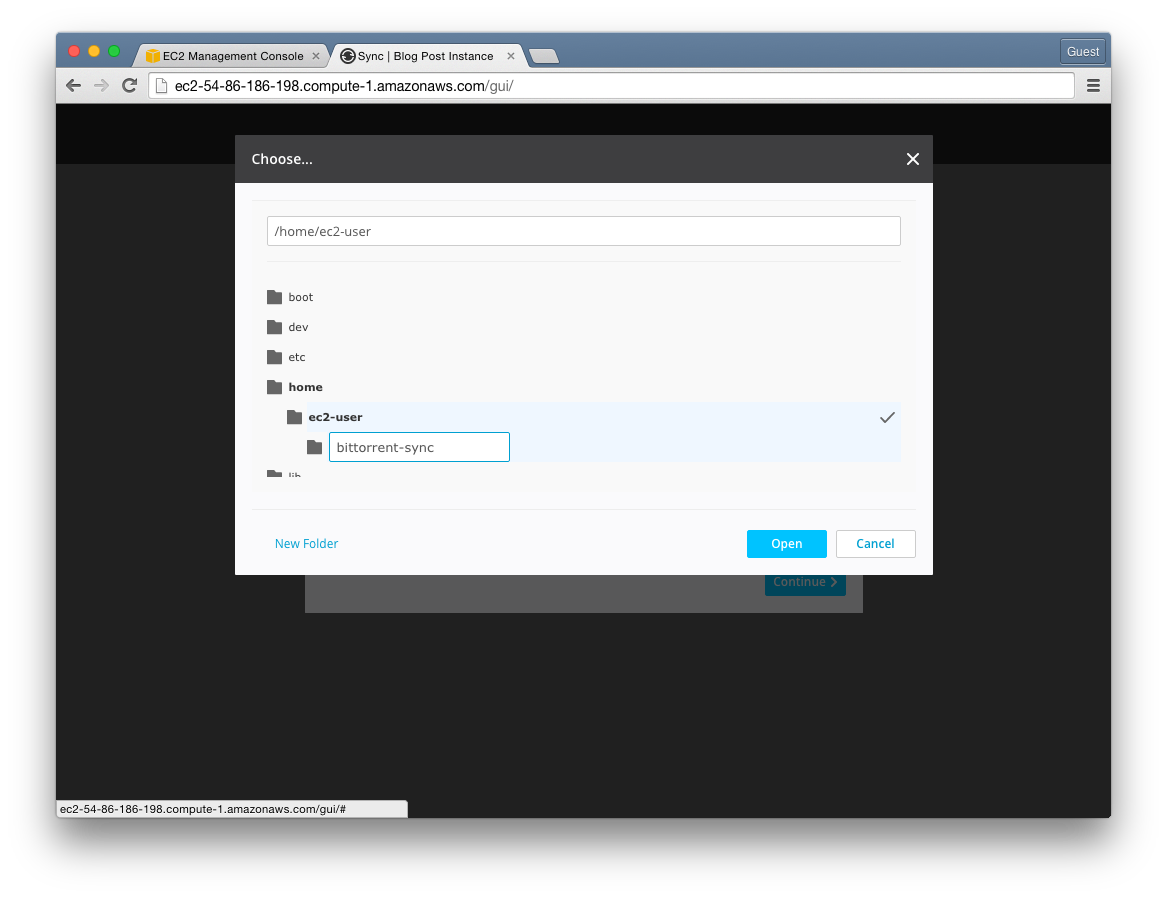 EC2 Management Console
Sync | Blog Post Instance
Guest
ec2-54-86-186-198.compute-1.amazonaws.com/gui/
Choose...
/home/ec2-user
boot
dev
etc
home
ec2-user
bittorrent-sync
lib
New Folder
Open
Cancel
Continue
ec2-54-86-186-198.compute-1.amazonaws.com/gui/#